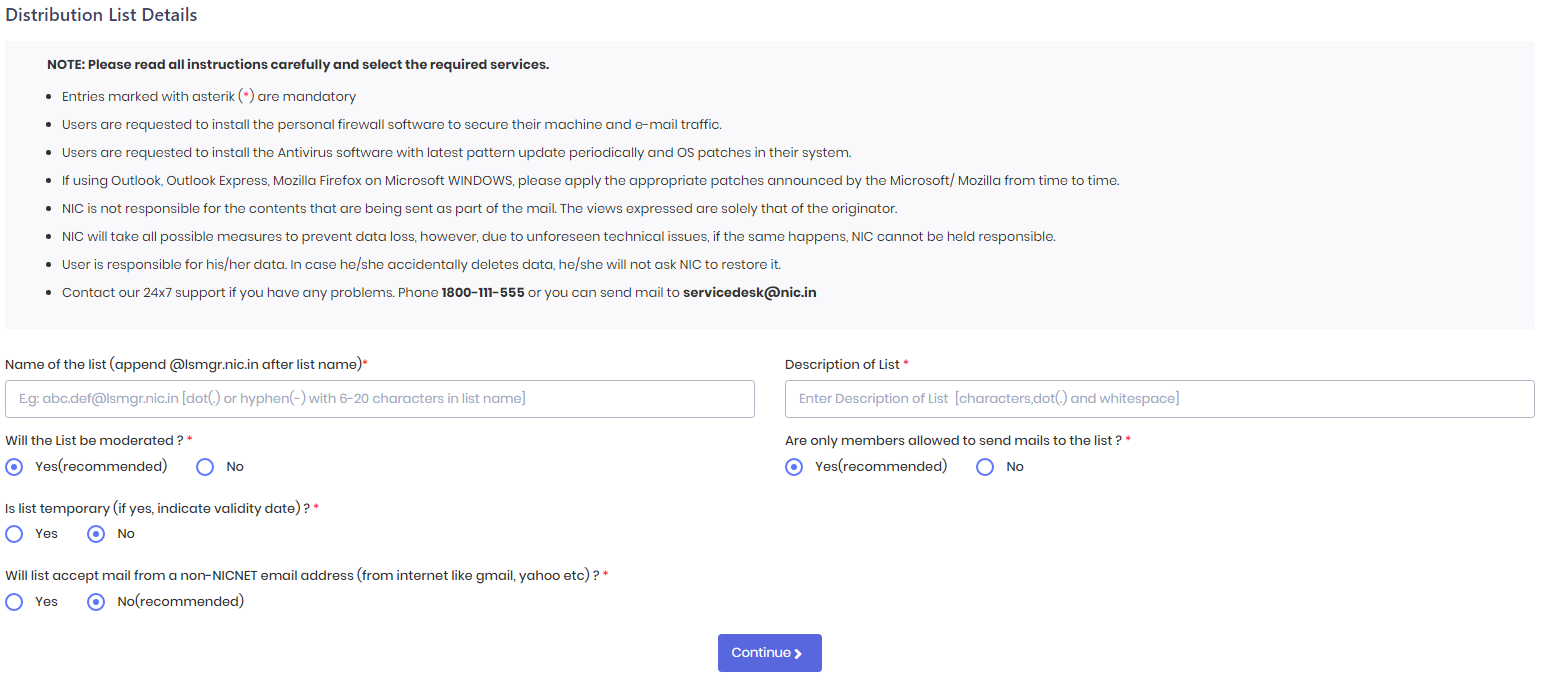 Distribution List Details
NOTE: Please read all instructions carefully and select the required services.
Entries marked with asterik (*) are mandatory
Users are requested to install the personal firewall software to secure their machine and e-mail traffic.
Users are requested to install the Antivirus software with latest pattern update periodically and OS patches in their system.
If using Outlook, Outlook Express, Mozilla Firefox on Microsoft WINDOWS, please apply the appropriate patches announced by the Microsoft/ Mozilla from time to time.
NIC is not responsible for the contents that are being sent as part of the mail. The views expressed are solely that of the originator.
NIC will take all possible measures to prevent data loss, however, due to unforeseen technical issues, if the same happens, NIC cannot be held responsible.
User is responsible for his/her data. In case he/she accidentally deletes data, he/she will not ask NIC to restore it.
Contact our 24x7 support if you have any problems. Phone 1800-111-555 or you can send mail to servicedesk@nic.in
Name of the list (append @lsmgr.nic.in after list name)*
E.g: abc.def@lsmgr.nic.in [dot(.) or hyphen(-) with 6-20 characters in list name]
Description of List *
Enter Description of List [characters,dot(.) and whitespace]
Will the List be moderated ? *
Yes(recommended) No
Are only members allowed to send mails to the list ? *
Yes(recommended) No
Is list temporary (if yes, indicate validity date) ? *
Yes No
Will list accept mail from a non-NICNET email address (from internet like gmail, yahoo etc) ? *
Yes No(recommended)
Continue